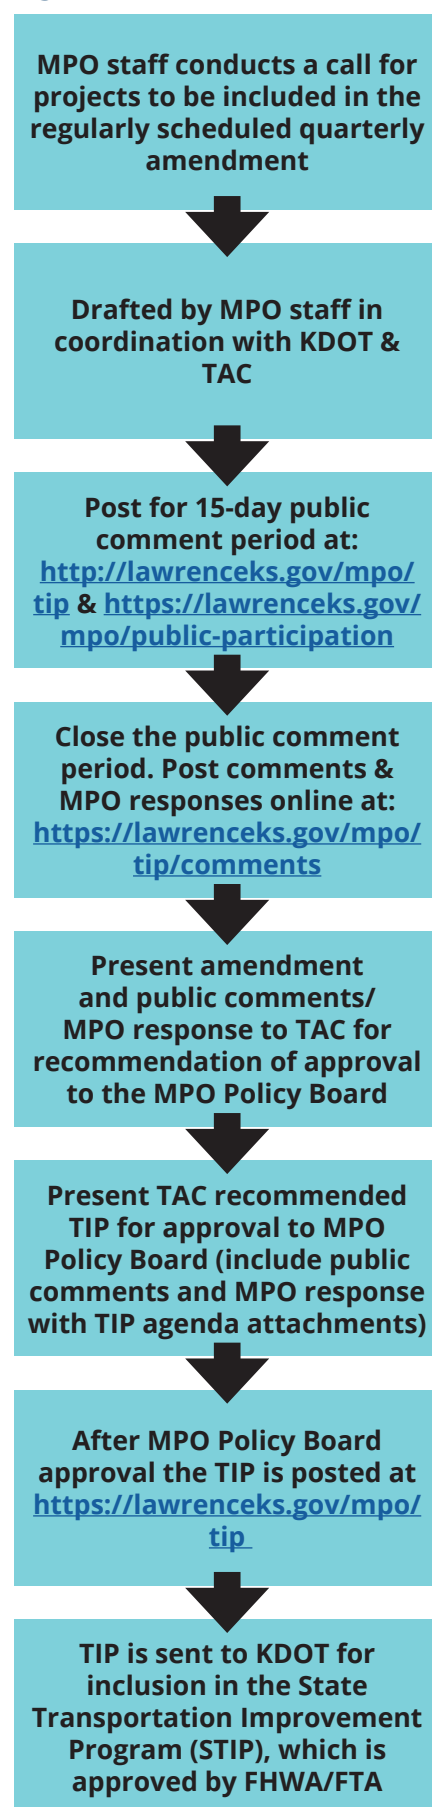 MPO staff conducts a call for
projects to be included in the
regularly scheduled quarterly
amendment
Drafted by MPO staff in
coordination with KDOT &
TAC
Post for 15-day public
comment period at:
http://lawrenceks.gov/mpo/
tip & https://lawrenceks.gov/
mpo/public-participation
Close the public comment
period. Post comments &
MPO responses online at:
https://lawrenceks.gov/mpo/
tip/comments
Present amendment
and public comments/
MPO response to TAC for
recommendation of approval
to the MPO Policy Board
Present TAC recommended
TIP for approval to MPO
Policy Board (include public
comments and MPO response
with TIP agenda attachments)
After MPO Policy Board
approval the TIP is posted at
https://lawrenceks.gov/mpo/
tip
TIP is sent to KDOT for
inclusion in the State
Transportation Improvement
Program (STIP), which is
approved by FHWA/FTA